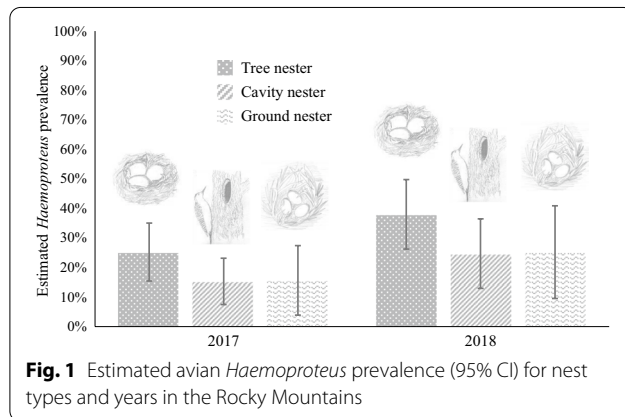 100%
90%
80%
70%
60%
50%
40%
30%
20%
10%
0%
Estimated Haemoproteus prevalence
Tree nester
Cavity nester
Ground nester
2017 2018
Fig. 1 Estimated avian Haemoproteus prevalence (95% CI) for nest
types and years in the Rocky Mountains